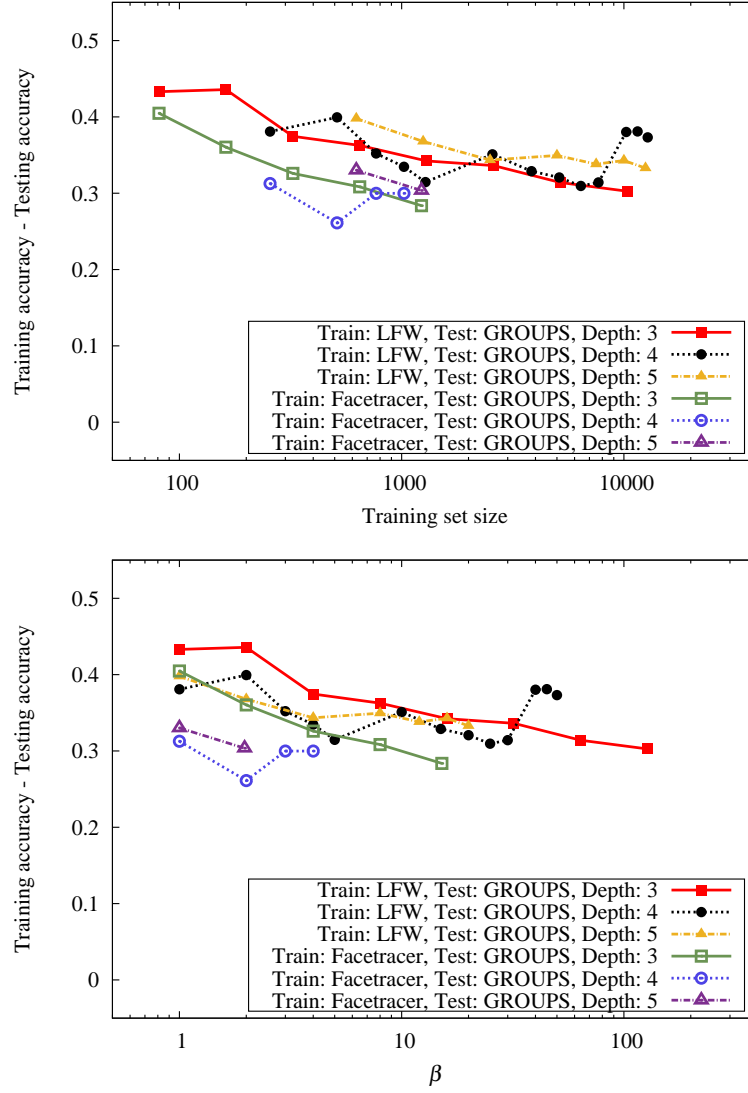 0.5
0.4
0.3
0.2
0.1
0
Training accuracy - Testing accuracy
Train: LFW, Test: GROUPS, Depth: 3
Train: LFW, Test: GROUPS, Depth: 4
Train: LFW, Test: GROUPS, Depth: 5
Train: Facetracer, Test: GROUPS, Depth: 3
Train: Facetracer, Test: GROUPS, Depth: 4
Train: Facetracer, Test: GROUPS, Depth: 5
100 1000 10000
Training set size
0.5
0.4
0.3
0.2
0.1
0
Training accuracy - Testing accuracy
Train: LFW, Test: GROUPS, Depth: 3
Train: LFW, Test: GROUPS, Depth: 4
Train: LFW, Test: GROUPS, Depth: 5
Train: Facetracer, Test: GROUPS, Depth: 3
Train: Facetracer, Test: GROUPS, Depth: 4
Train: Facetracer, Test: GROUPS, Depth: 5
1 10 100
β